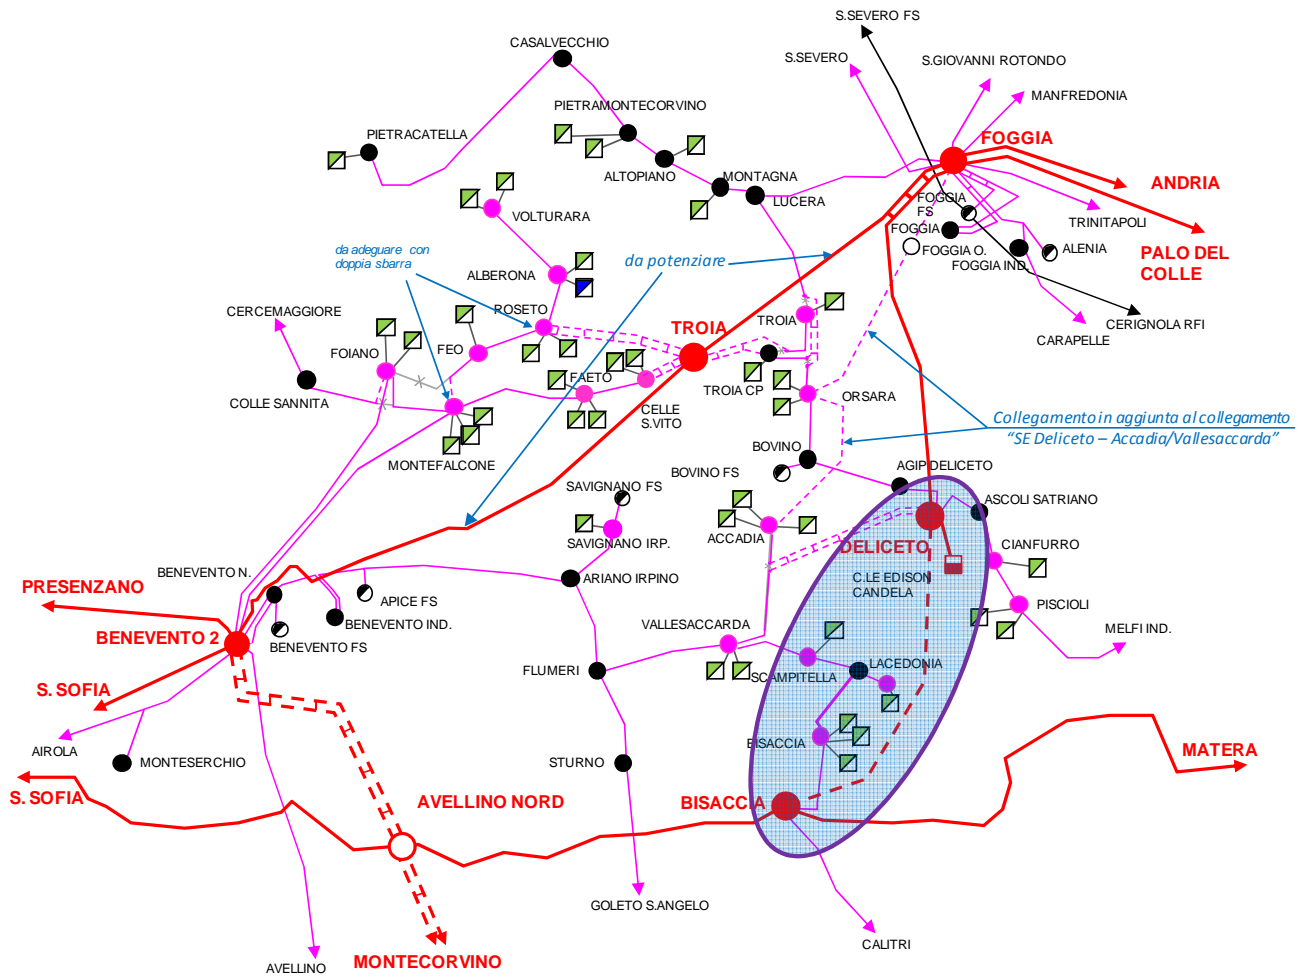 S.SEVERO FS
CASALVECCHIO
S.SEVERO
S.GIOVANNI ROTONDO
MANFREDONIA
PIETRAMONTECORVINO
PIETRACATELLA
FOGGIA
ALTOPIANO
MONTAGNA
LUCERA
ANDRIA
FOGGIA
FS
TRINITAPOLI
VOLTURARA
FOGGIA
FOGGIA O.
ALENIA
FOGGIA IND.
PALO DEL
COLLE
da adeguare con
doppia sbarra
da potenziare
ALBERONA
CERCEMAGGIORE
ROSETO
TROIA
TROIA
CERIGNOLA RFI
CARAPELLE
FOIANO
FEO
FAETO
TROIA CP
ORSARA
COLLE SANNITA
CELLE
S.VITO
Collegamento in aggiunta al collegamento
“SE Deliceto – Accadia/Vallesaccarda”
MONTEFALCONE
BOVINO
BOVINO FS
AGIP DELICETO
SAVIGNANO FS
ASCOLI SATRIANO
SAVIGNANO IRP.
ACCADIA
DELICETO
CIANFURRO
BENEVENTO N.
ARIANO IRPINO
C.LE EDISON
CANDELA
PRESENZANO
APICE FS
PISCIOLI
BENEVENTO IND.
VALLESACCARDA
MELFI IND.
BENEVENTO 2
BENEVENTO FS
FLUMERI
SCAMPITELLA
LACEDONIA
S. SOFIA
AIROLA
MONTESERCHIO
BISACCIA
MATERA
STURNO
S. SOFIA
AVELLINO NORD
BISACCIA
GOLETO S.ANGELO
CALITRI
AVELLINO
MONTECORVINO